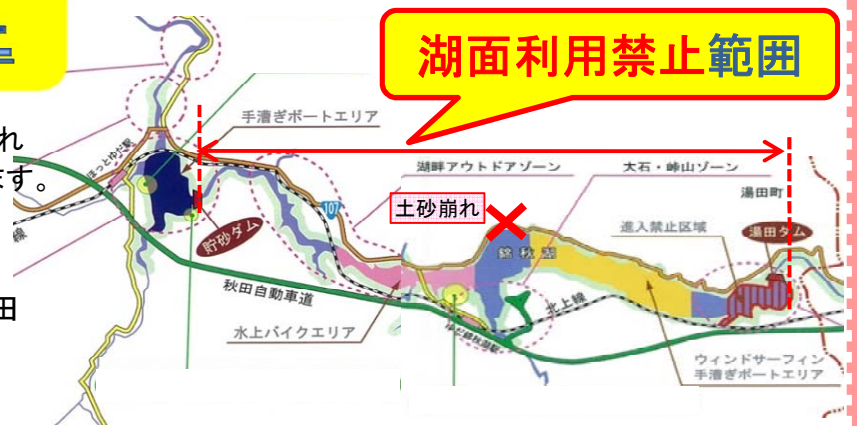 湖面利用禁止範囲
れ
ます。
手漕ぎボートエリア
ほっとゆだ駅
湖畔アウトドアゾーン
大石・峠山ゾーン
湯田町
107
土砂崩れ
進入禁止区域
湯田ダム
貯砂ダム
錦秋湖
線
秋田自動車道
北上線
田
水上バイクエリア
ゆだ錦秋湖駅
ウィンドサーフィン
手漕ぎボートエリア